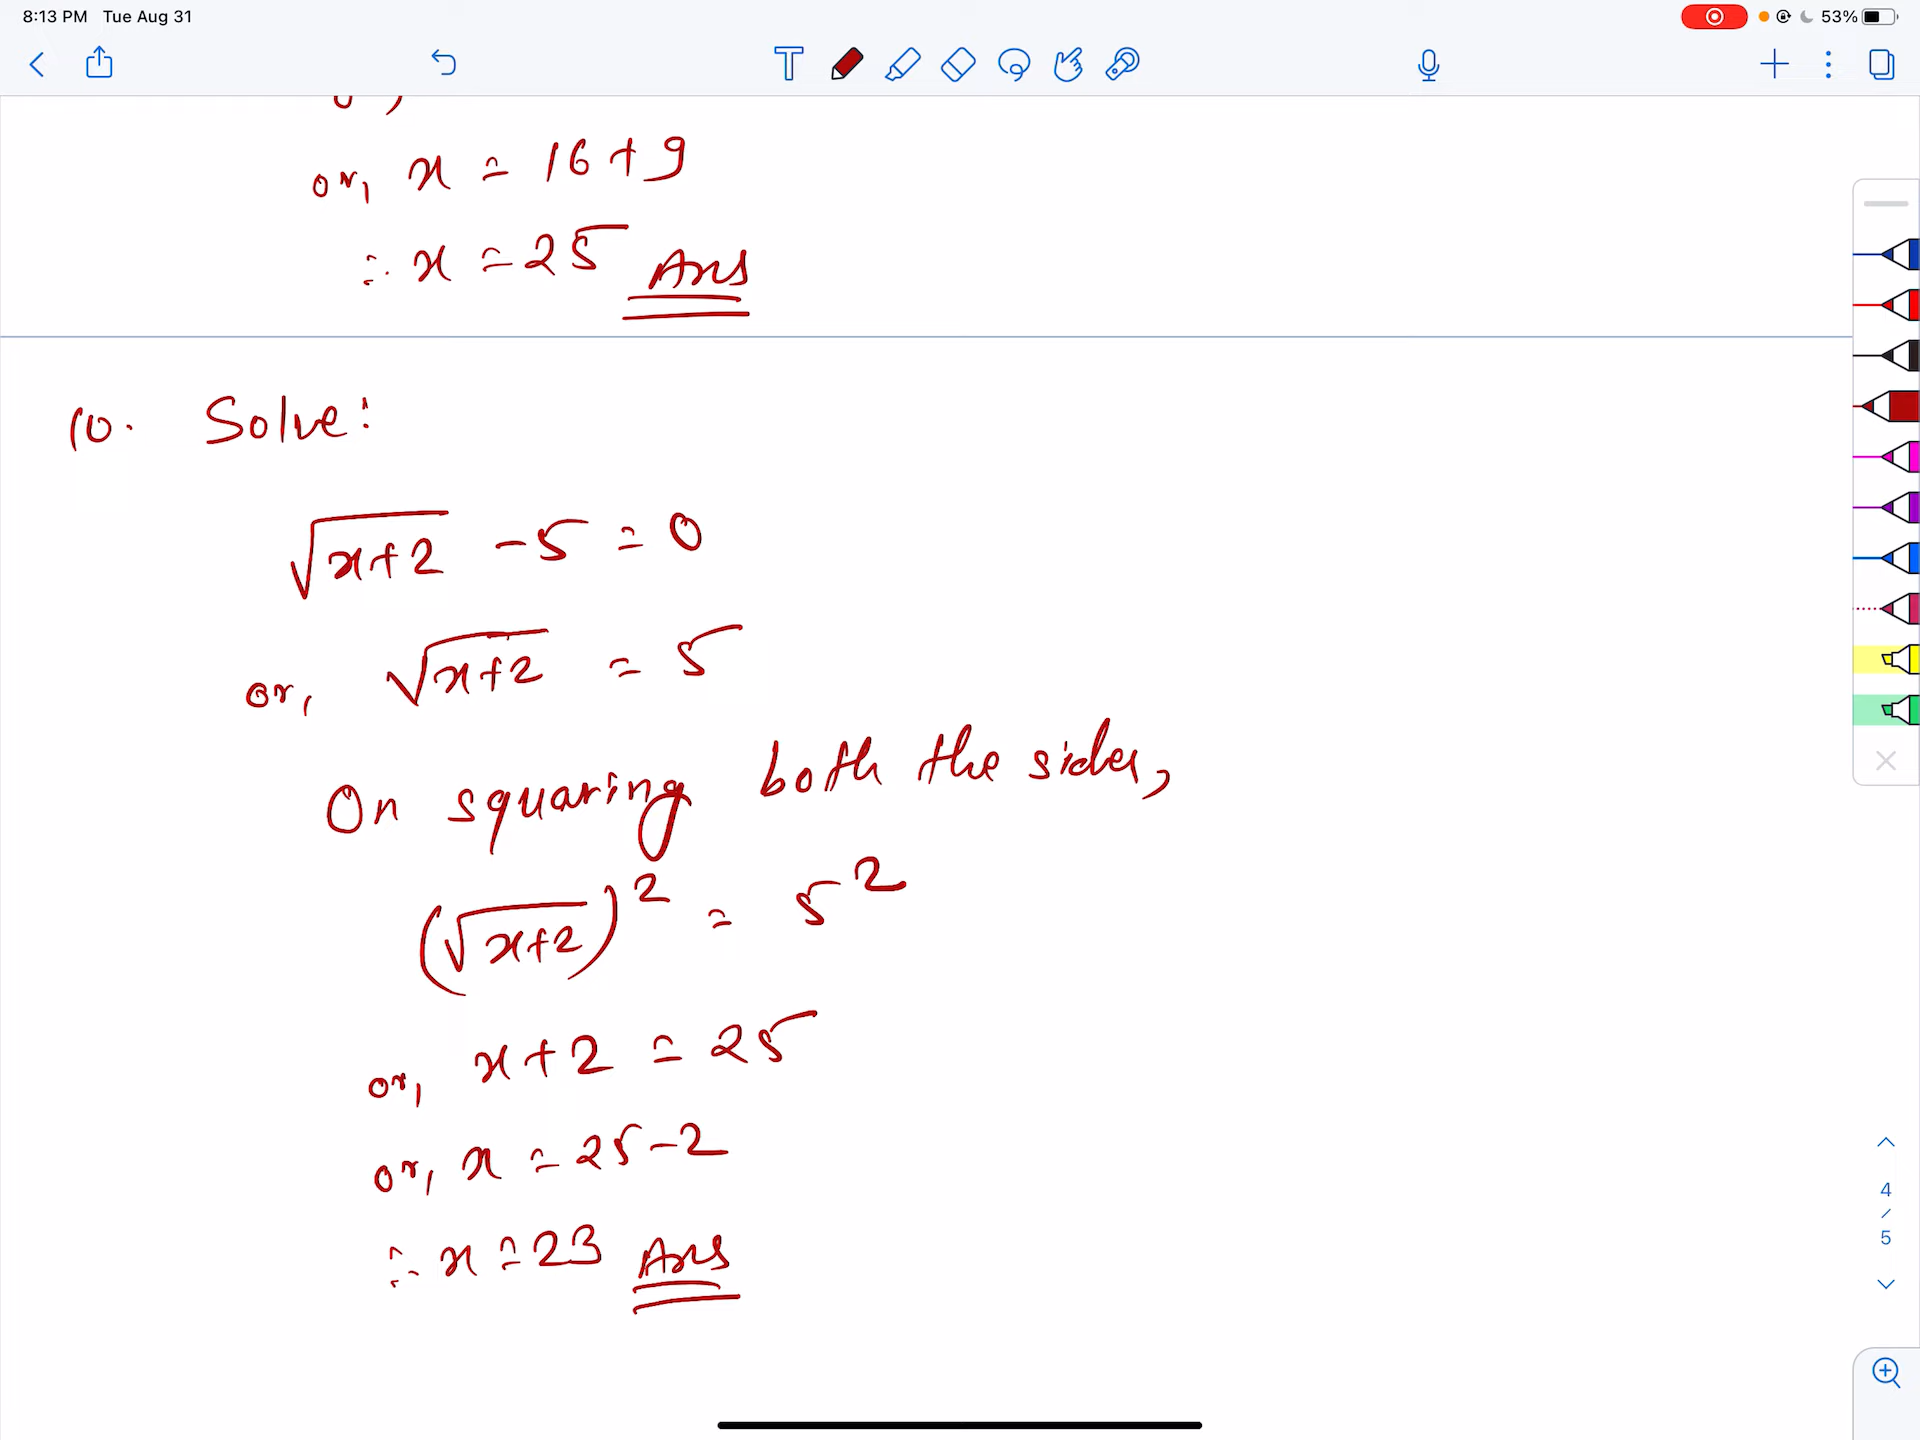 8:13 PM Tue Aug 31
53%
or, x = 16 + 9
∴ x = 25 Ans
10. Solve:
√(x+2) - 5 = 0
or, √(x+2) = 5
On squaring both the sides,
(√(x+2))² = 5²
or, x + 2 = 25
or, x = 25 - 2
∴ x = 23 Ans
4
/
5